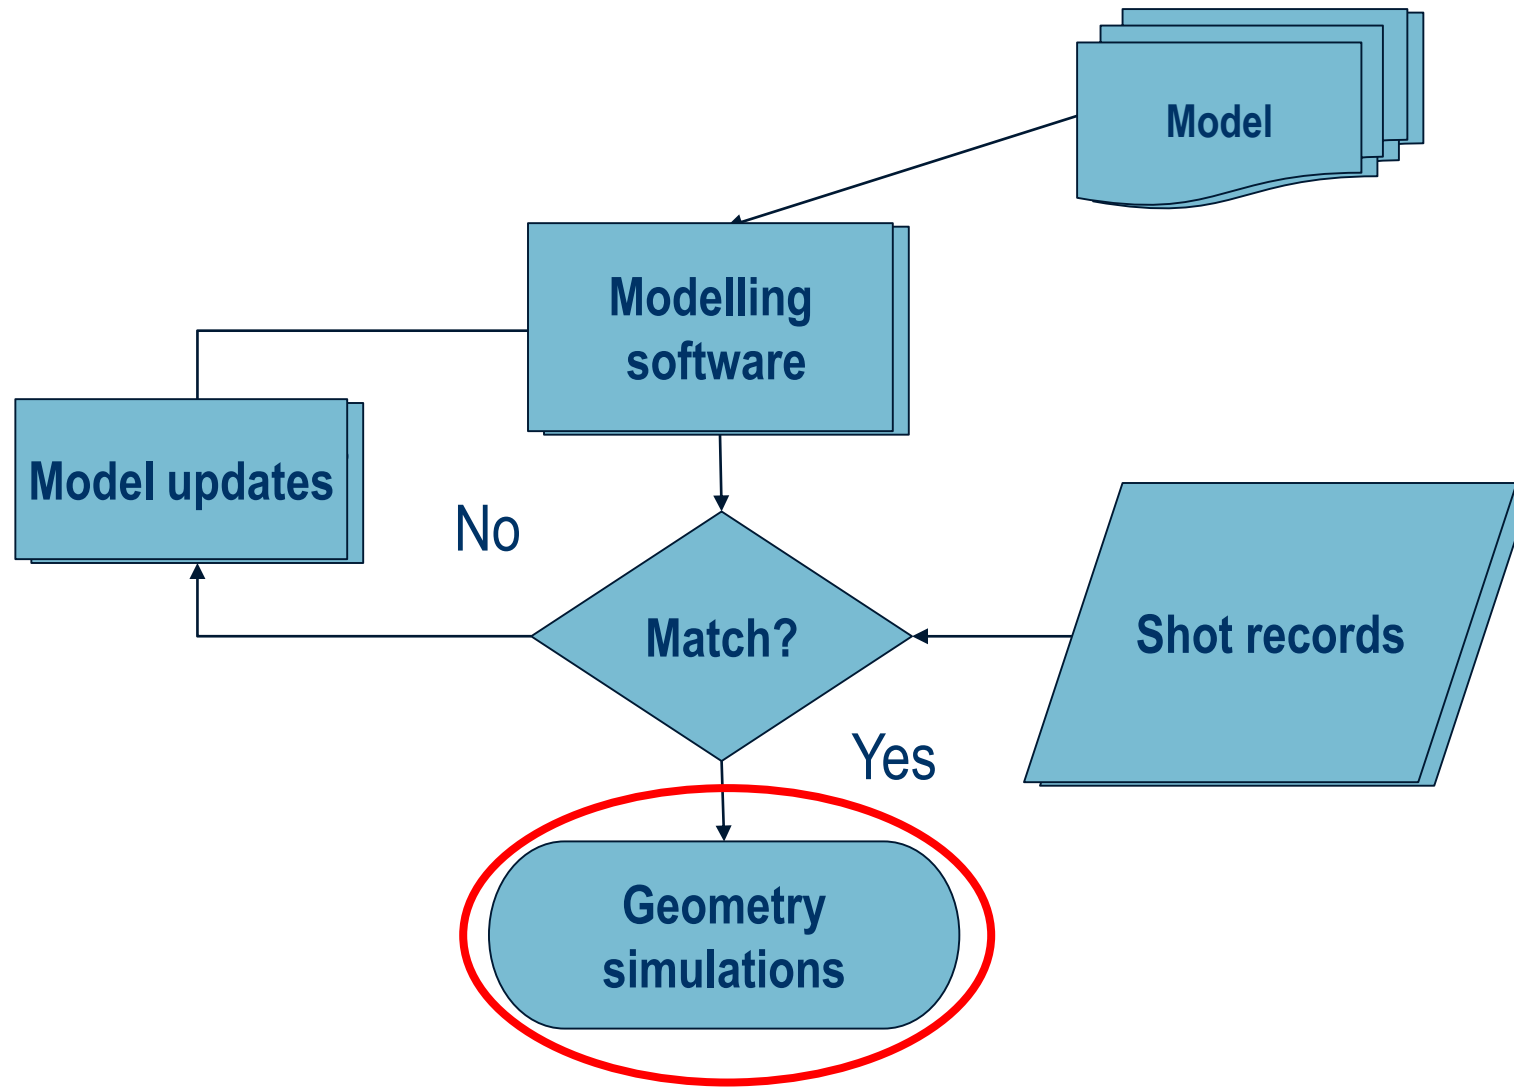 Model
Modelling
software
Model updates
No
Match?
Shot records
Yes
Geometry
simulations